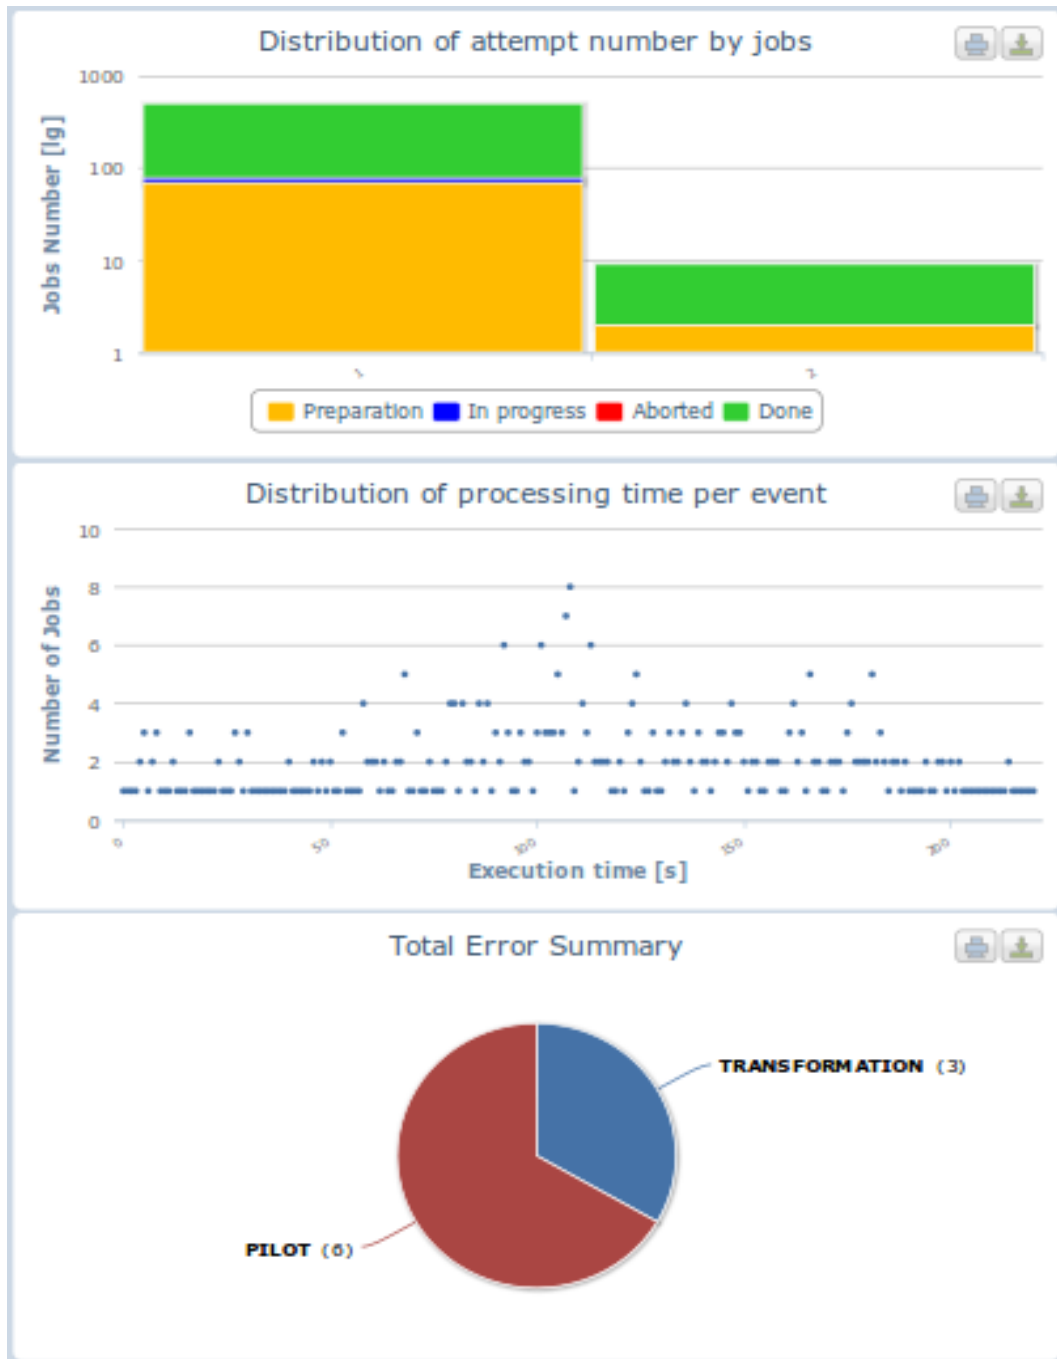 Distribution of attempt number by jobs
Jobs Number [lg]
1000
100
10
1
1
2
Preparation In progress Aborted Done
Distribution of processing time per event
Number of Jobs
10
8
6
4
2
0
0
50
100
150
200
Execution time [s]
Total Error Summary
TRANSFORMATION (3)
PILOT (6)